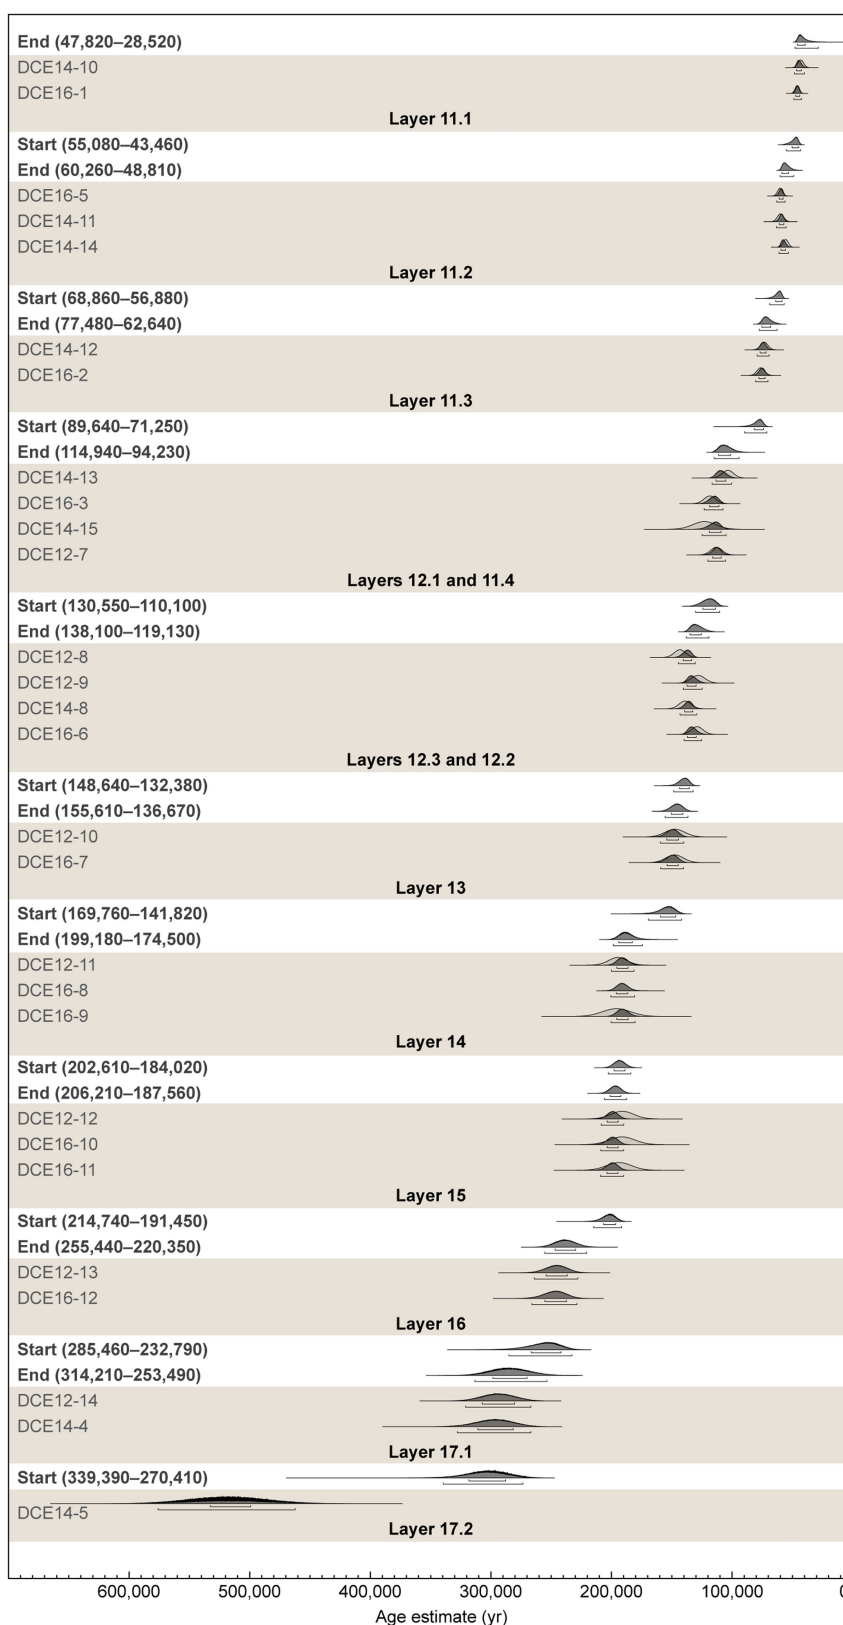 End (47,820–28,520)
DCE14-10
DCE16-1
Layer 11.1
Start (55,080–43,460)
End (60,260–48,810)
DCE16-5
DCE14-11
DCE14-14
Layer 11.2
Start (68,860–56,880)
End (77,480–62,640)
DCE14-12
DCE16-2
Layer 11.3
Start (89,640–71,250)
End (114,940–94,230)
DCE14-13
DCE16-3
DCE14-15
DCE12-7
Layers 12.1 and 11.4
Start (130,550–110,100)
End (138,100–119,130)
DCE12-8
DCE12-9
DCE14-8
DCE16-6
Layers 12.3 and 12.2
Start (148,640–132,380)
End (155,610–136,670)
DCE12-10
DCE16-7
Layer 13
Start (169,760–141,820)
End (199,180–174,500)
DCE12-11
DCE16-8
DCE16-9
Layer 14
Start (202,610–184,020)
End (206,210–187,560)
DCE12-12
DCE16-10
DCE16-11
Layer 15
Start (214,740–191,450)
End (255,440–220,350)
DCE12-13
DCE16-12
Layer 16
Start (285,460–232,790)
End (314,210–253,490)
DCE12-14
DCE14-4
Layer 17.1
Start (339,390–270,410)
DCE14-5
Layer 17.2
600,000 500,000 400,000 300,000 200,000 100,000 0
Age estimate (yr)